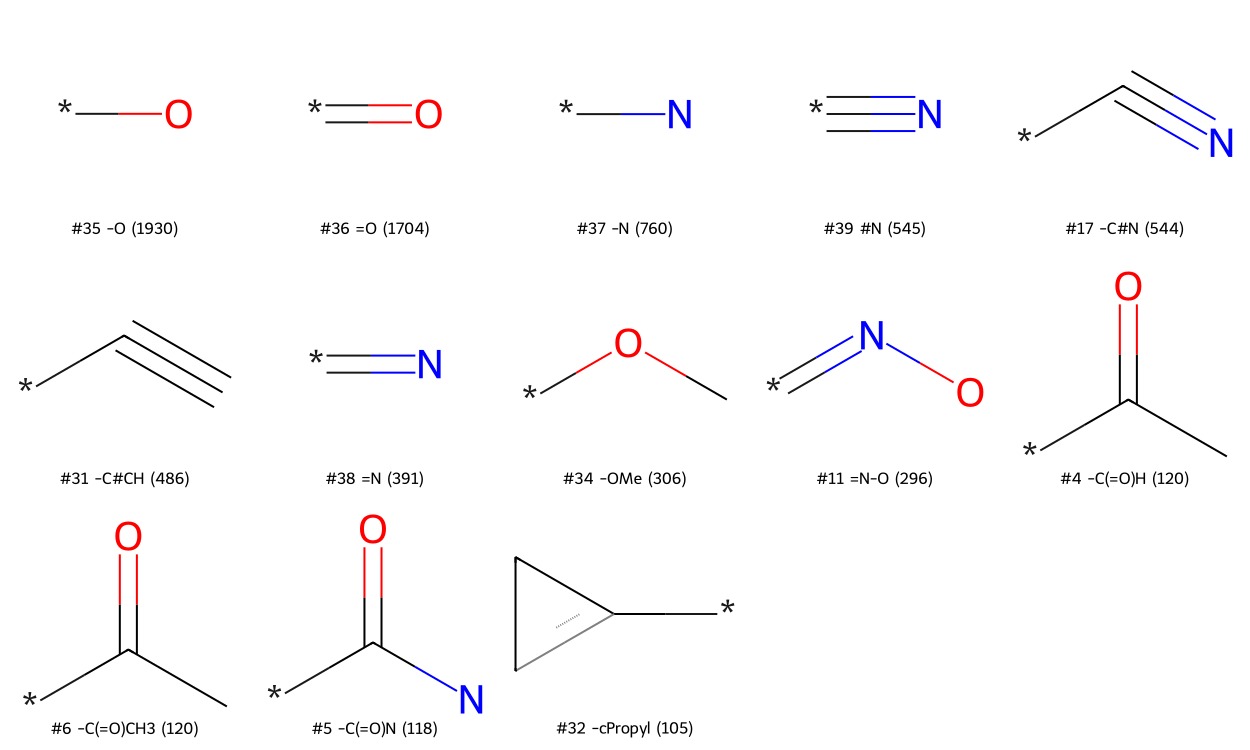 * O * O * N * N * N
#35 -O (1930) #36 =O (1704) #37 -N (760) #39 #N (545) #17 -C#N (544)
* * N * O * N O * O
#31 -C#CH (486) #38 =N (391) #34 -OMe (306) #11 =N-O (296) #4 -C(=O)H (120)
* O * O N *
#6 -C(=O)CH3 (120) #5 -C(=O)N (118) #32 -cPropyl (105)